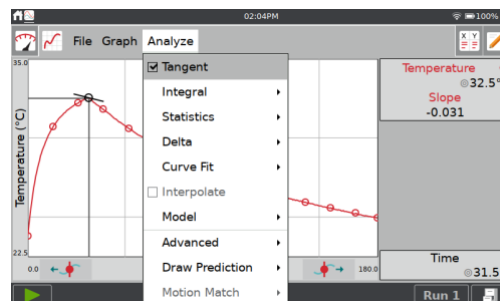 02:04PM
100%
File Graph Analyze
X Y
35.0
Temperature (°C)
22.5
0.0
180.0
Tangent
Integral
Statistics
Delta
Curve Fit
Interpolate
Model
Advanced
Draw Prediction
Motion Match
Temperature
32.5°
Slope
-0.031
Time
31.5
Run 1